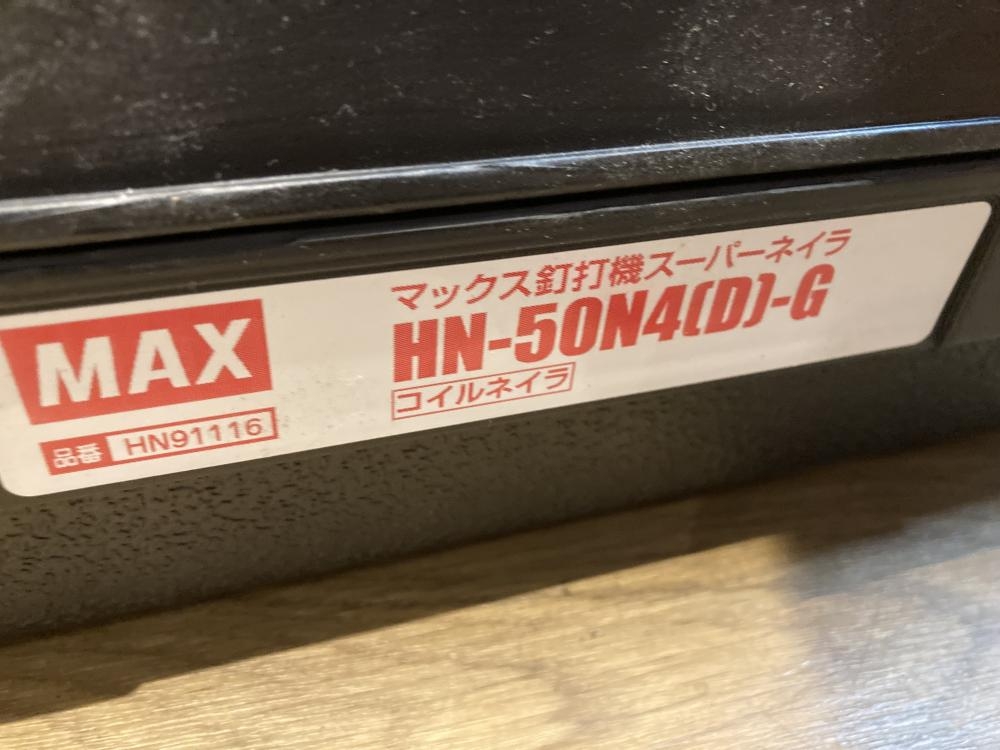 MAX
品番 HN91116
マックス釘打機スーパーネイラ
HN-50N4(D)-G
コイルネイラ